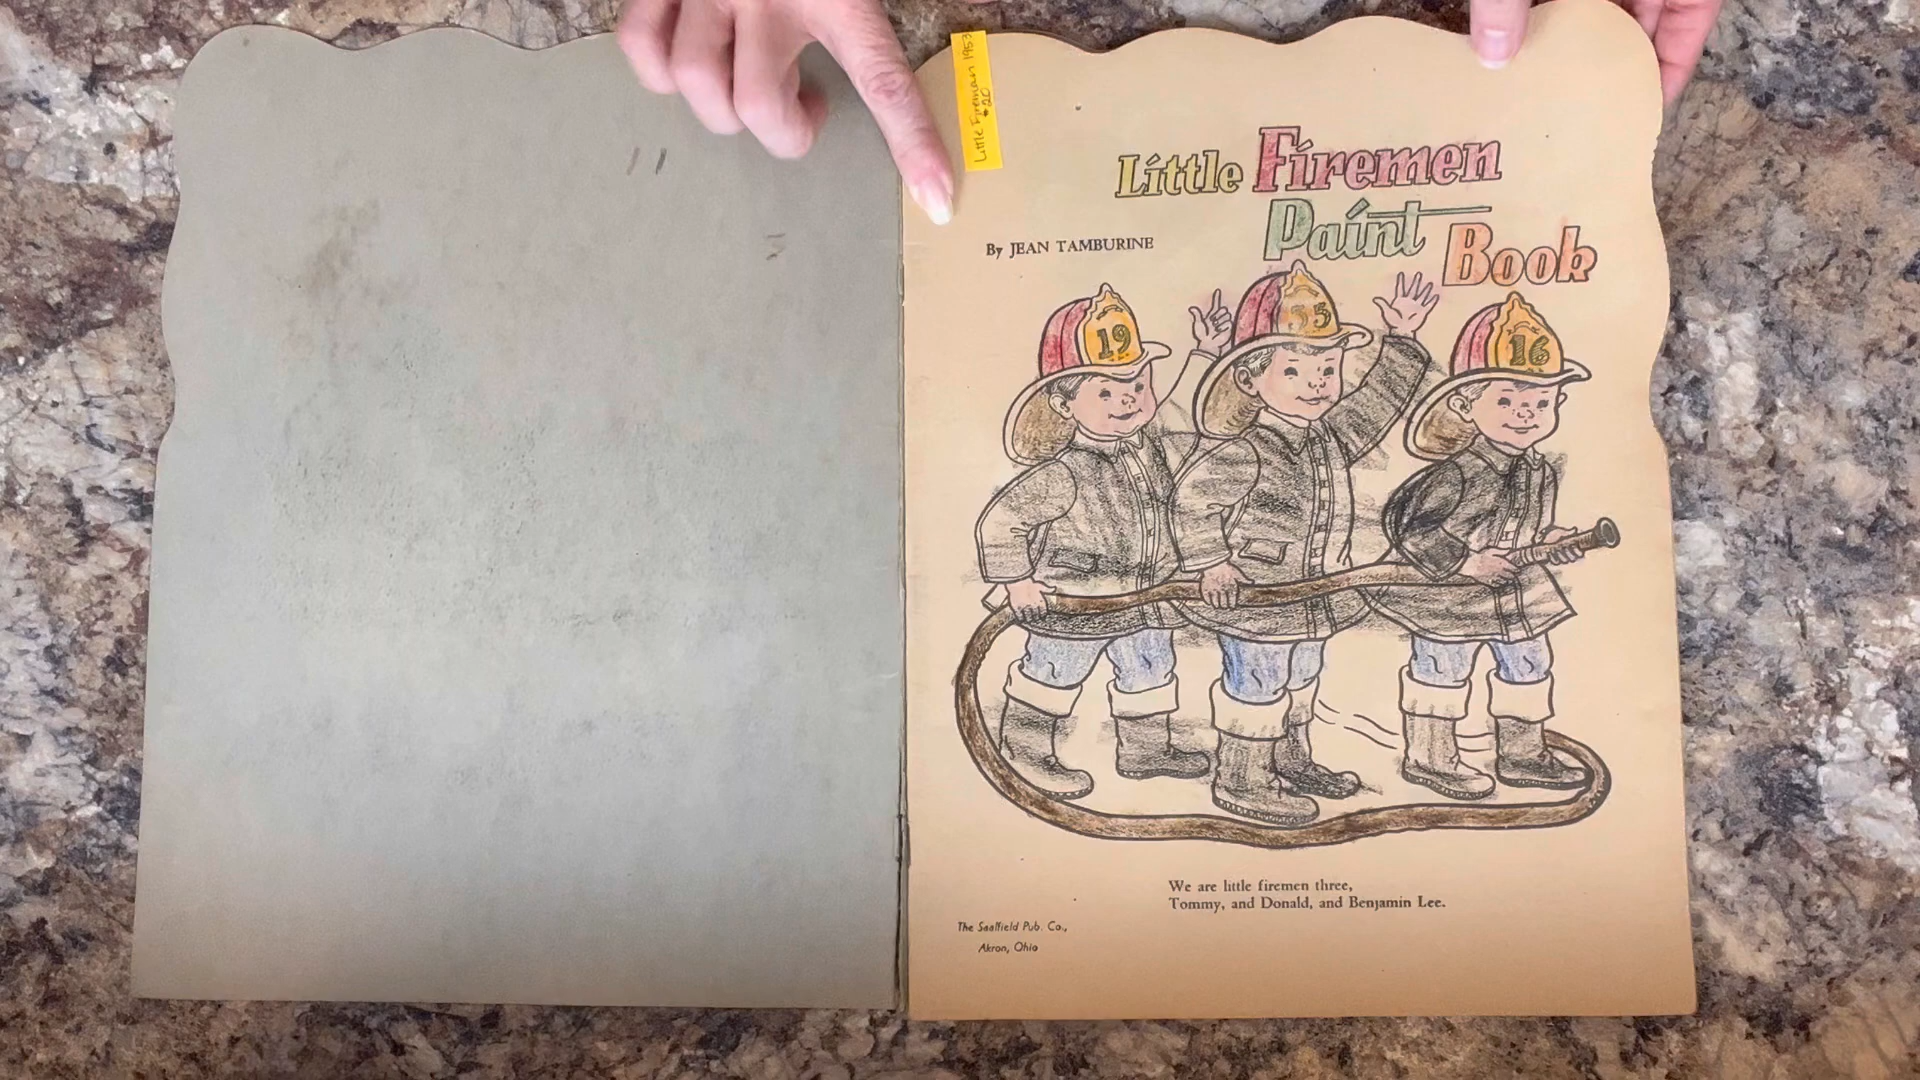 Little Firemen 1953
#20
Little Firemen
Paint Book
By JEAN TAMBURINE
19
55
16
We are little firemen three,
Tommy, and Donald, and Benjamin Lee.
The Saalfield Pub. Co.,
Akron, Ohio